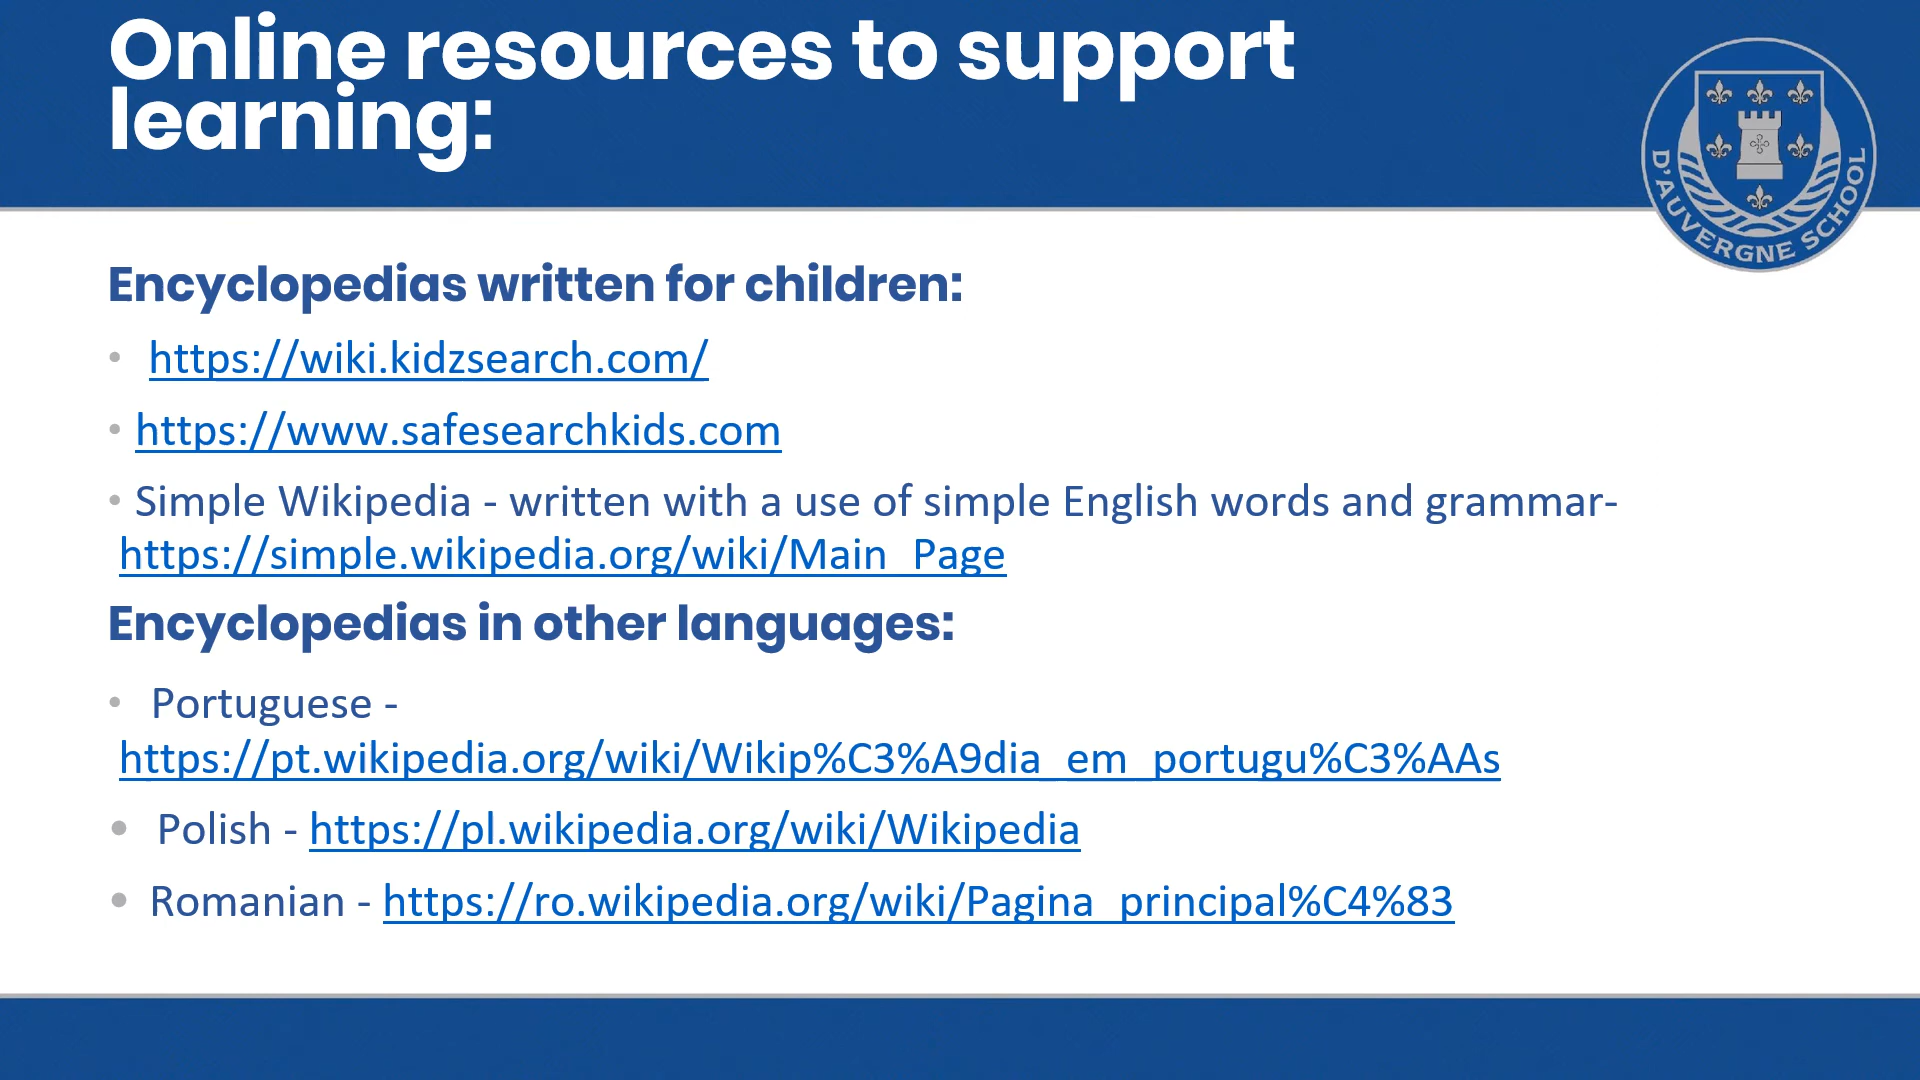 Online resources to support
learning:
D'AUVERGNE SCHOOL
Encyclopedias written for children:
• https://wiki.kidzsearch.com/
• https://www.safesearchkids.com
• Simple Wikipedia - written with a use of simple English words and grammar-
https://simple.wikipedia.org/wiki/Main_Page
Encyclopedias in other languages:
• Portuguese -
https://pt.wikipedia.org/wiki/Wikip%C3%A9dia_em_portugu%C3%AAs
• Polish - https://pl.wikipedia.org/wiki/Wikipedia
• Romanian - https://ro.wikipedia.org/wiki/Pagina_principal%C4%83